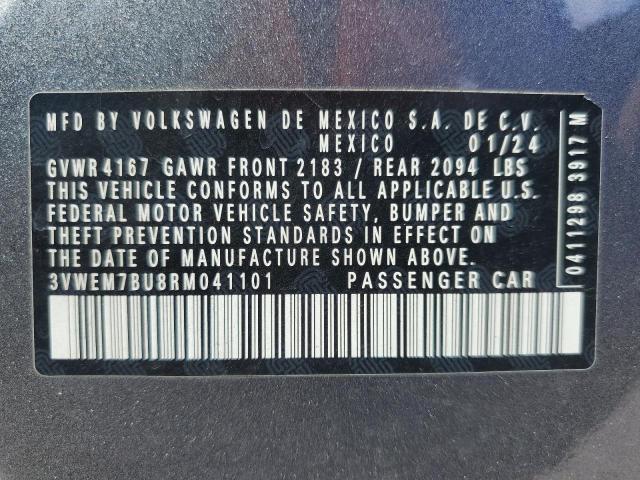 MFD BY VOLKSWAGEN DE MEXICO S.A. DE C.V.
MEXICO 01/24
GVWR4167 GAWR FRONT 2183 / REAR 2094 LBS
THIS VEHICLE CONFORMS TO ALL APPLICABLE U.S.
FEDERAL MOTOR VEHICLE SAFETY, BUMPER AND
THEFT PREVENTION STANDARDS IN EFFECT ON
THE DATE OF MANUFACTURE SHOWN ABOVE.
3VWEM7BU8RM041101 PASSENGER CAR
0411298 3917 M